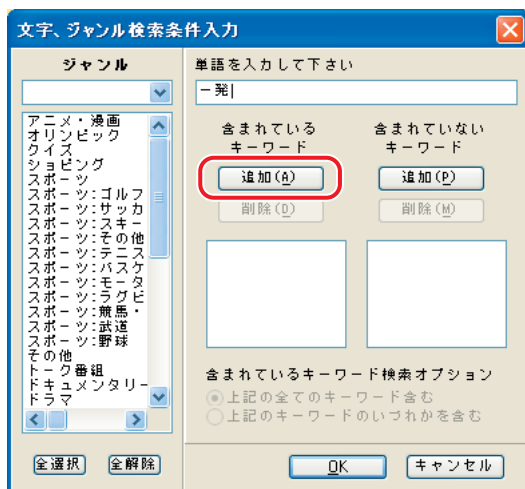 文字、ジャンル検索条件入力
ジャンル
アニメ・漫画
オリンピック
クイズ
ショピング
スポーツ
スポーツ:ゴルフ
スポーツ:サッカ
スポーツ:スキー
スポーツ:その他
スポーツ:テニス
スポーツ:バスケ
スポーツ:モータ
スポーツ:ラグビ
スポーツ:競馬・
スポーツ:武道
スポーツ:野球
その他
トーク番組
ドキュメンタリー
ドラマ
全選択 全解除
単語を入力して下さい
一発
含まれている
キーワード
含まれていない
キーワード
追加(A) 追加(P)
削除(D) 削除(M)
含まれているキーワード検索オプション
上記の全てのキーワード含む
上記のキーワードのいづれかを含む
OK キャンセル